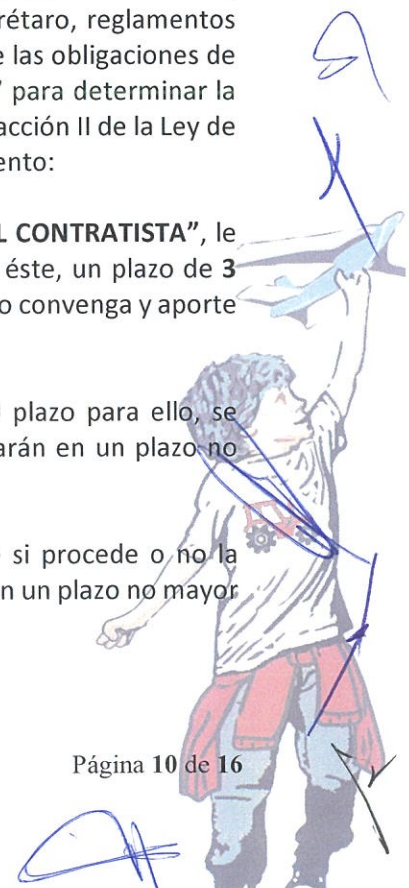 rétaro, reglamentos
e las obligaciones de
” para determinar la
acción II de la Ley de
ento:
L CONTRATISTA”, le
éste, un plazo de 3
o convenga y aporte
plazo para ello, se
arán en un plazo no
si procede o no la
n un plazo no mayor
Página 10 de 16